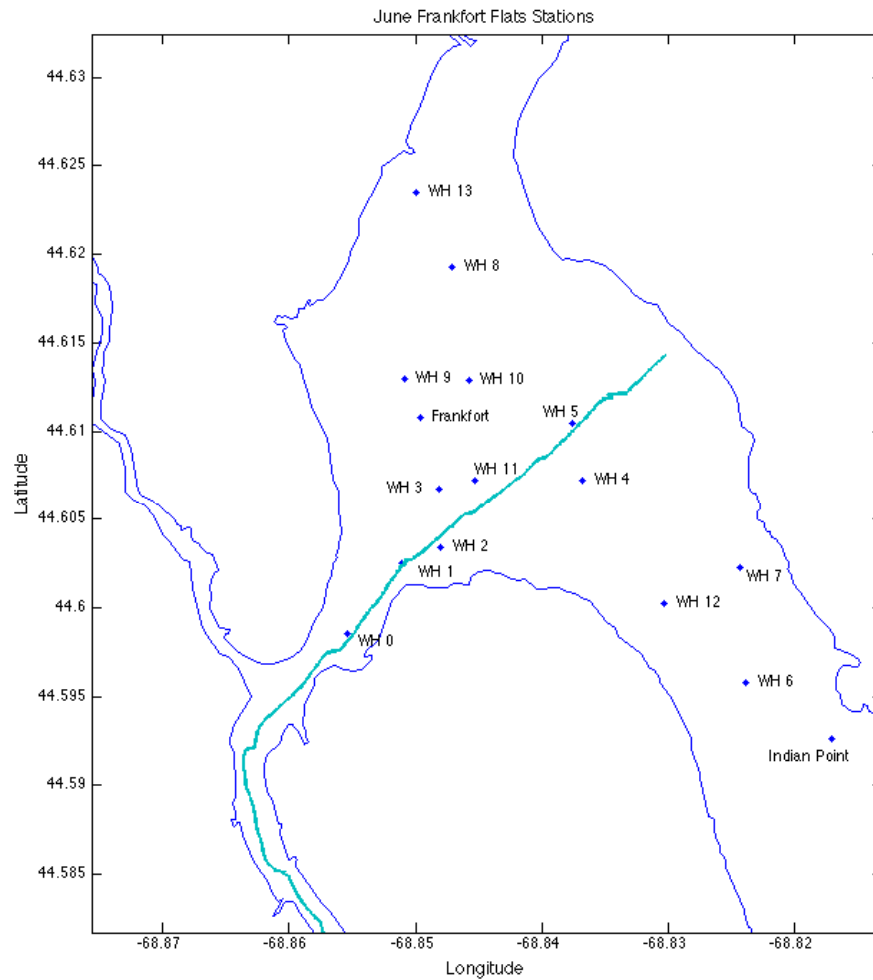 June Frankfort Flats Stations
44.63
44.625
44.62
44.615
44.61
44.605
44.6
44.595
44.59
44.585
Latitude
WH 13
WH 8
WH 9
WH 10
WH 5
Frankfort
WH 11
WH 3
WH 4
WH 2
WH 1
WH 7
WH 12
WH 0
WH 6
Indian Point
-68.87
-68.86
-68.85
-68.84
-68.83
-68.82
Longitude